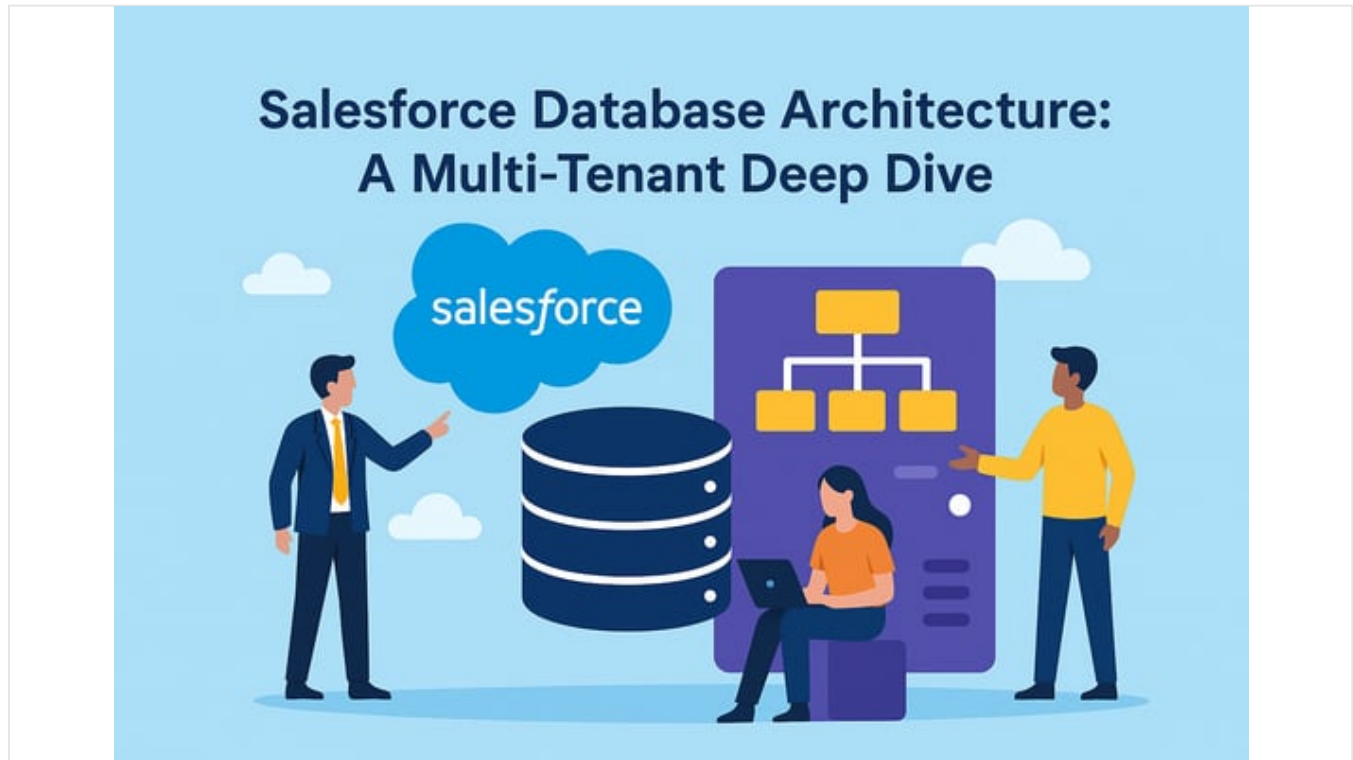 Salesforce Database Architecture:
A Multi-Tenant Deep Dive
salesforce